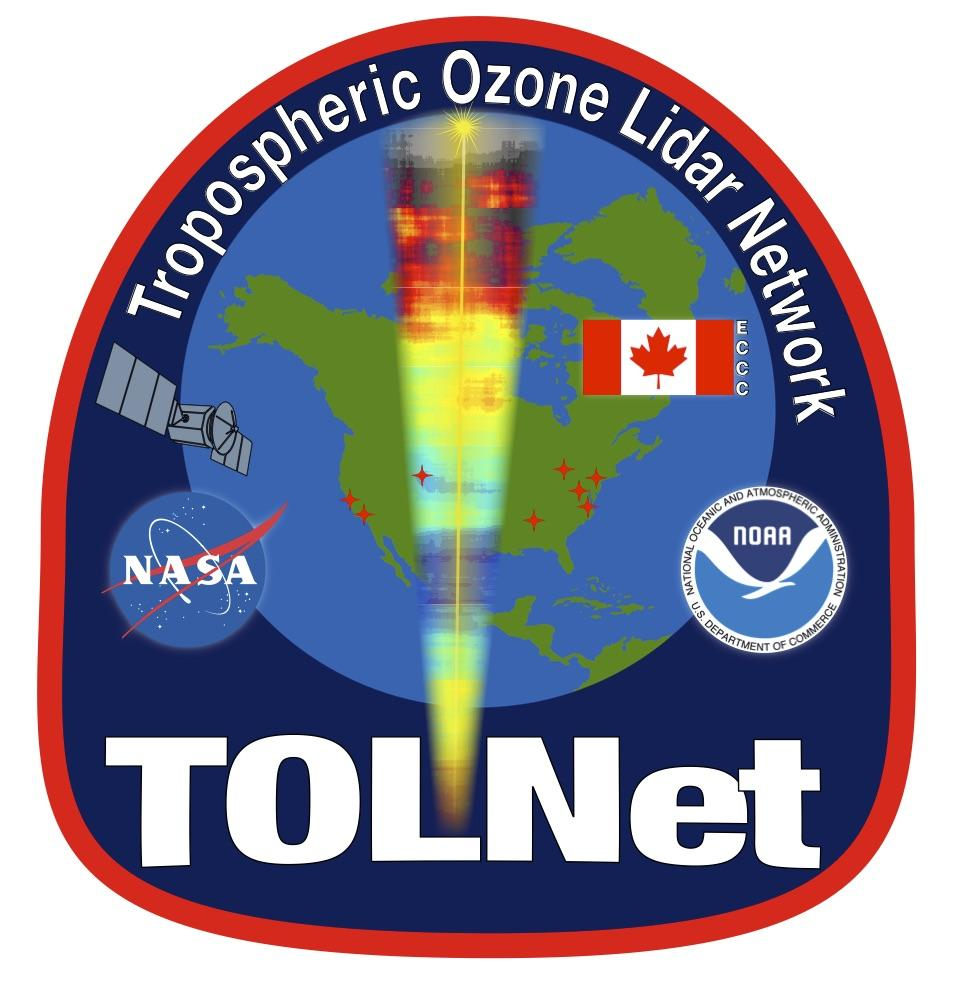 Tropospheric Ozone Lidar Network
ECCC
NASA
NOAA
NATIONAL OCEANIC AND ATMOSPHERIC ADMINISTRATION
U.S. DEPARTMENT OF COMMERCE
TOLNet